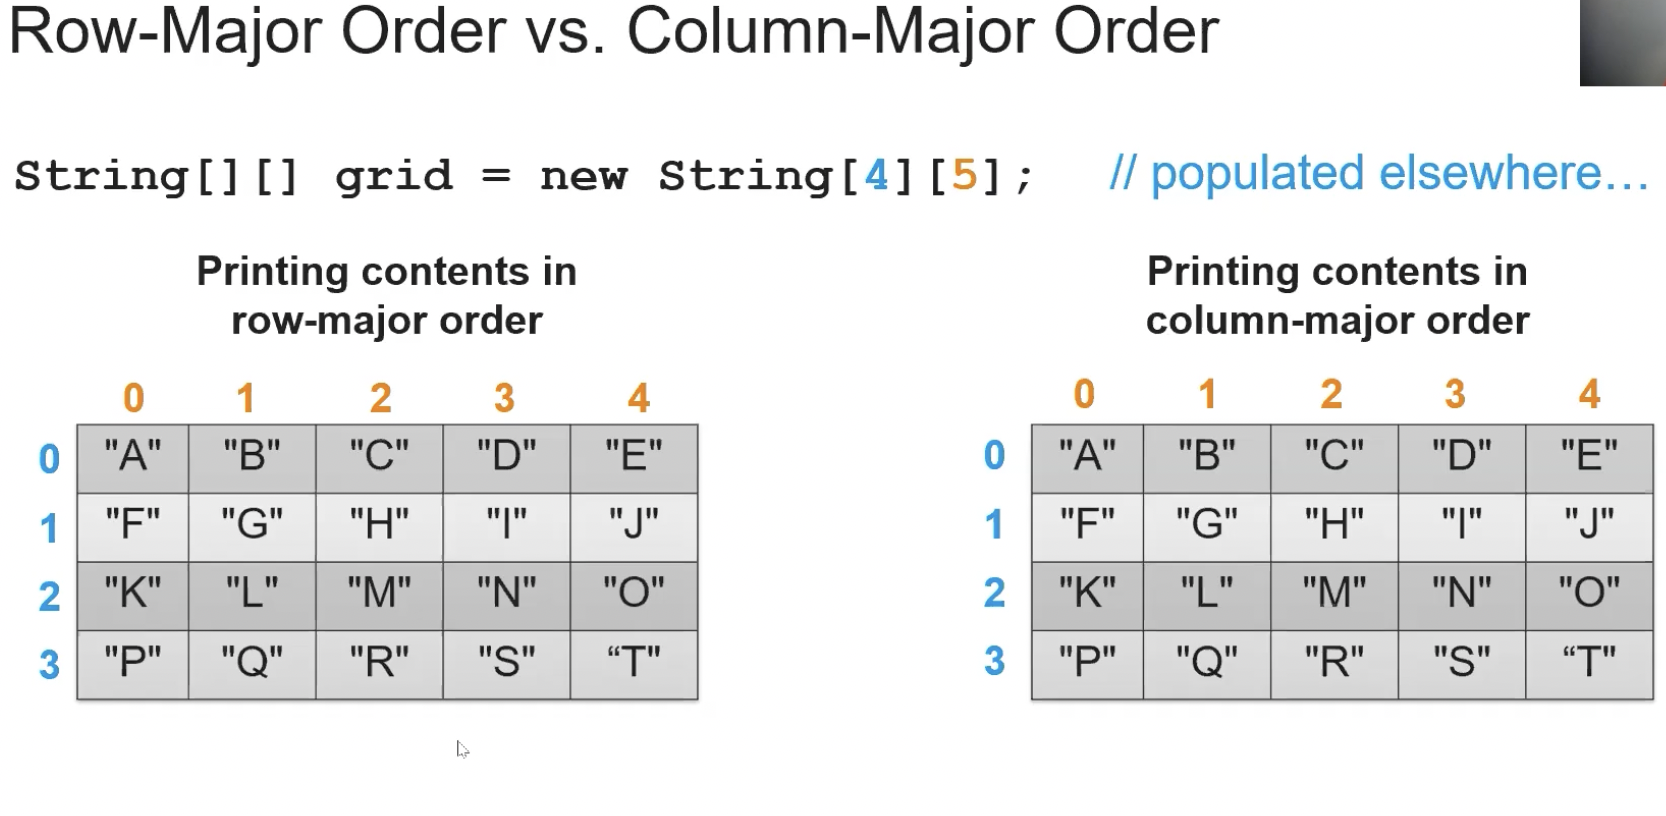 Row-Major Order vs. Column-Major Order
String[][] grid = new String[4][5]; // populated elsewhere…
Printing contents in
row-major order
0 1 2 3 4
0 "A" "B" "C" "D" "E"
1 "F" "G" "H" "I" "J"
2 "K" "L" "M" "N" "O"
3 "P" "Q" "R" "S" “T"
Printing contents in
column-major order
0 1 2 3 4
0 "A" "B" "C" "D" "E"
1 "F" "G" "H" "I" "J"
2 "K" "L" "M" "N" "O"
3 "P" "Q" "R" "S" “T"